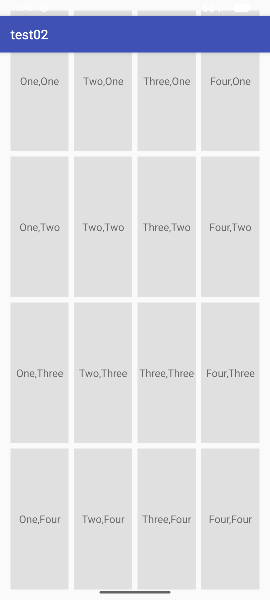 test02
One,One Two,One Three,One Four,One
One,Two Two,Two Three,Two Four,Two
One,Three Two,Three Three,Three Four,Three
One,Four Two,Four Three,Four Four,Four